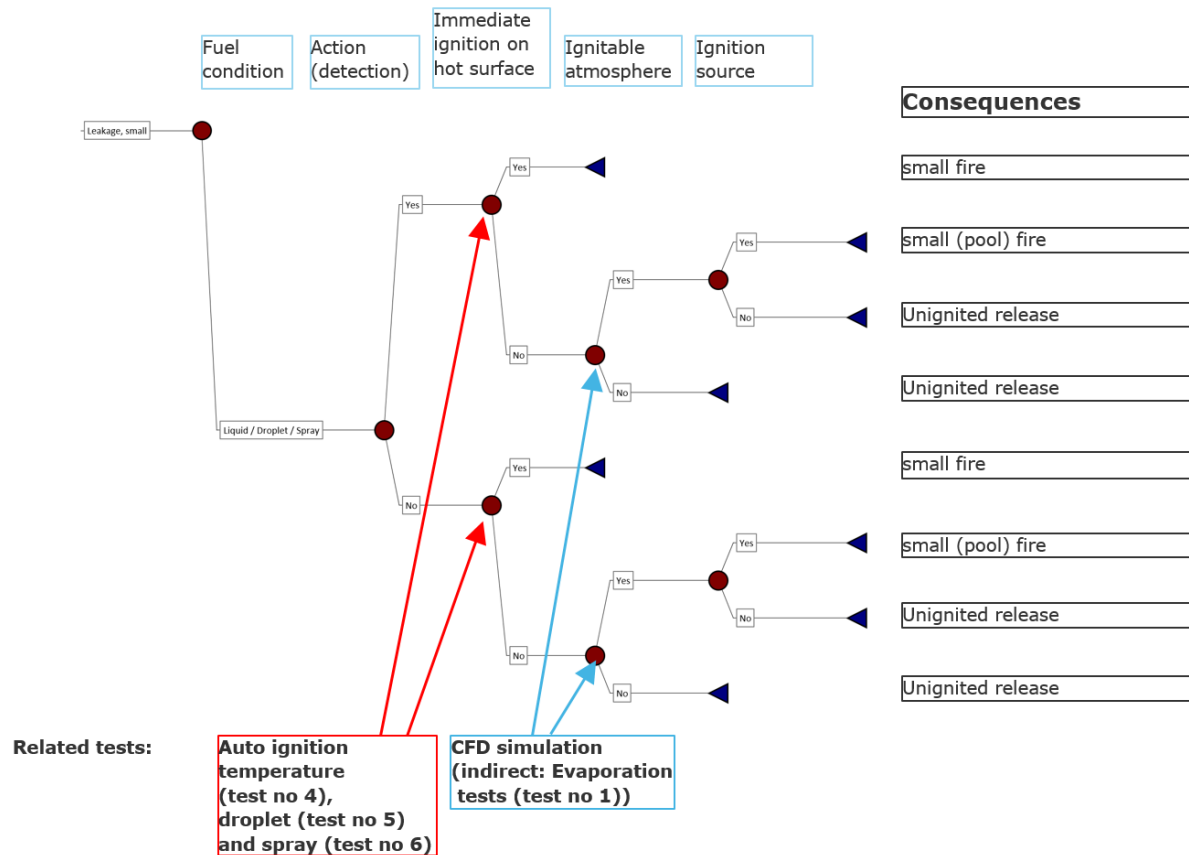 Fuel
condition
Action
(detection)
Immediate
ignition on
hot surface
Ignitable
atmosphere
Ignition
source
Consequences
Leakage, small
Yes
small fire
Yes
Yes
small (pool) fire
Yes
No
Unignited release
No
No
Unignited release
Liquid / Droplet / Spray
Yes
small fire
No
Yes
small (pool) fire
Yes
No
Unignited release
No
No
Unignited release
Related tests:
Auto ignition
temperature
(test no 4),
droplet (test no 5)
and spray (test no 6)
CFD simulation
(indirect: Evaporation
tests (test no 1))